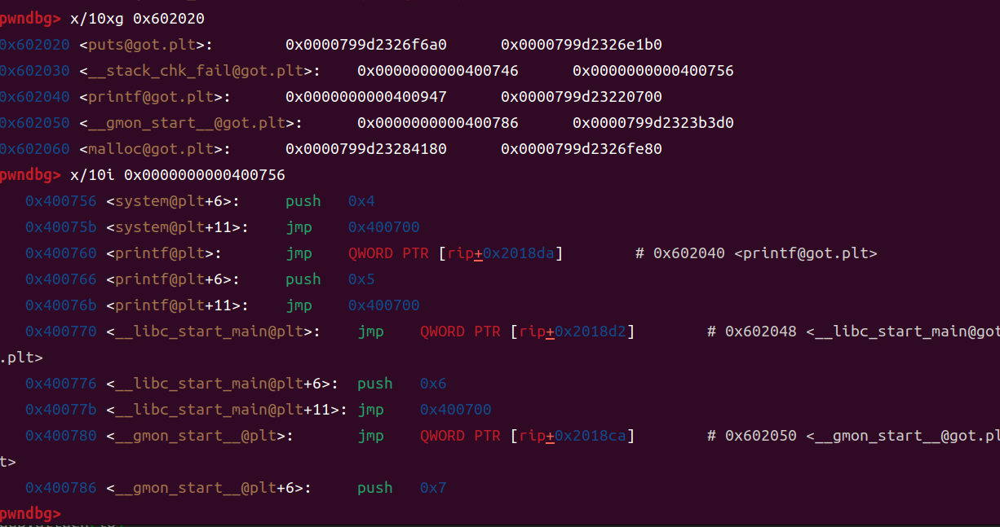 pwndbg> x/10xg 0x602020
0x602020 <puts@got.plt>: 0x0000799d2326f6a0 0x0000799d2326e1b0
0x602030 <__stack_chk_fail@got.plt>: 0x0000000000400746 0x0000000000400756
0x602040 <printf@got.plt>: 0x0000000000400947 0x0000799d23220700
0x602050 <__gmon_start__@got.plt>: 0x0000000000400786 0x0000799d2323b3d0
0x602060 <malloc@got.plt>: 0x0000799d23284180 0x0000799d2326fe80
pwndbg> x/10i 0x0000000000400756
0x400756 <system@plt+6>: push 0x4
0x40075b <system@plt+11>: jmp 0x400700
0x400760 <printf@plt>: jmp QWORD PTR [rip+0x2018da] # 0x602040 <printf@got.plt>
0x400766 <printf@plt+6>: push 0x5
0x40076b <printf@plt+11>: jmp 0x400700
0x400770 <__libc_start_main@plt>: jmp QWORD PTR [rip+0x2018d2] # 0x602048 <__libc_start_main@got
.plt>
0x400776 <__libc_start_main@plt+6>: push 0x6
0x40077b <__libc_start_main@plt+11>: jmp 0x400700
0x400780 <__gmon_start__@plt>: jmp QWORD PTR [rip+0x2018ca] # 0x602050 <__gmon_start__@got.pl
t>
0x400786 <__gmon_start__@plt+6>: push 0x7
pwndbg>